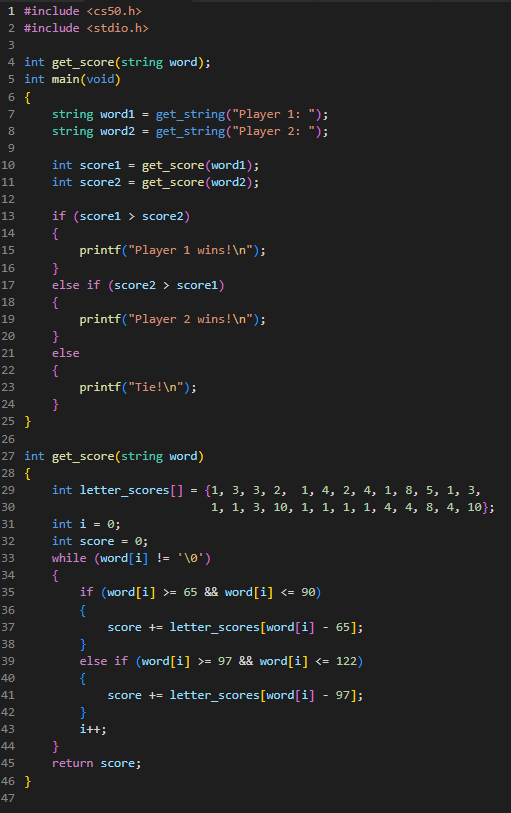 1 #include <cs50.h>
2 #include <stdio.h>
3
4 int get_score(string word);
5 int main(void)
6 {
7     string word1 = get_string("Player 1: ");
8     string word2 = get_string("Player 2: ");
9
10     int score1 = get_score(word1);
11     int score2 = get_score(word2);
12
13     if (score1 > score2)
14     {
15         printf("Player 1 wins!\n");
16     }
17     else if (score2 > score1)
18     {
19         printf("Player 2 wins!\n");
20     }
21     else
22     {
23         printf("Tie!\n");
24     }
25 }
26
27 int get_score(string word)
28 {
29     int letter_scores[] = {1, 3, 3, 2,  1, 4, 2, 4, 1, 8, 5, 1, 3,
30                            1, 1, 3, 10, 1, 1, 1, 1, 4, 4, 8, 4, 10};
31     int i = 0;
32     int score = 0;
33     while (word[i] != '\0')
34     {
35         if (word[i] >= 65 && word[i] <= 90)
36         {
37             score += letter_scores[word[i] - 65];
38         }
39         else if (word[i] >= 97 && word[i] <= 122)
40         {
41             score += letter_scores[word[i] - 97];
42         }
43         i++;
44     }
45     return score;
46 }
47